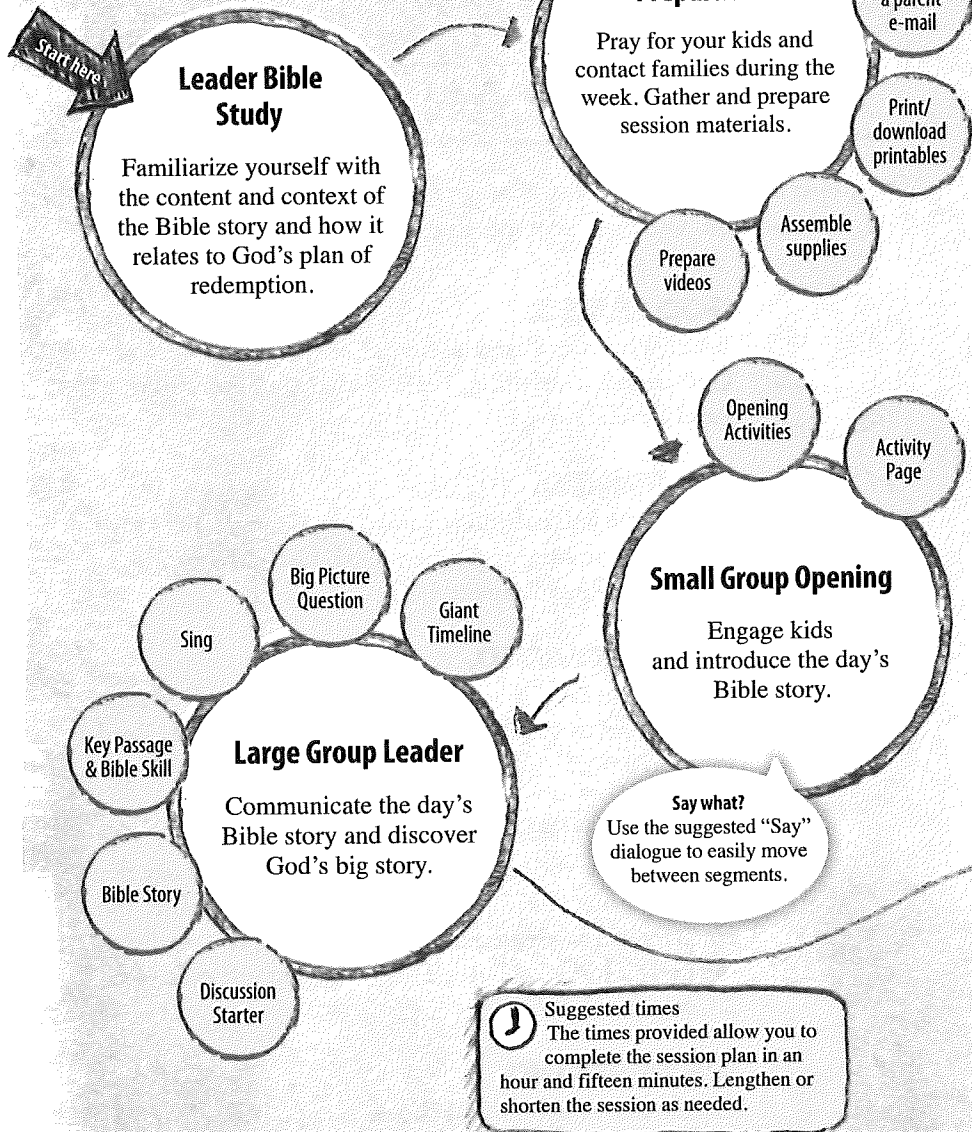 Start here
Leader Bible
Study
Familiarize yourself with
the content and context of
the Bible story and how it
relates to God's plan of
redemption.
Pray for your kids and
contact families during the
week. Gather and prepare
session materials.
a parent
e-mail
Print/
download
printables
Assemble
supplies
Prepare
videos
Opening
Activities
Activity
Page
Small Group Opening
Engage kids
and introduce the day's
Bible story.
Say what?
Use the suggested “Say”
dialogue to easily move
between segments.
Giant
Timeline
Big Picture
Question
Sing
Key Passage
& Bible Skill
Bible Story
Discussion
Starter
Large Group Leader
Communicate the day's
Bible story and discover
God's big story.
Suggested times
The times provided allow you to
complete the session plan in an
hour and fifteen minutes. Lengthen or
shorten the session as needed.